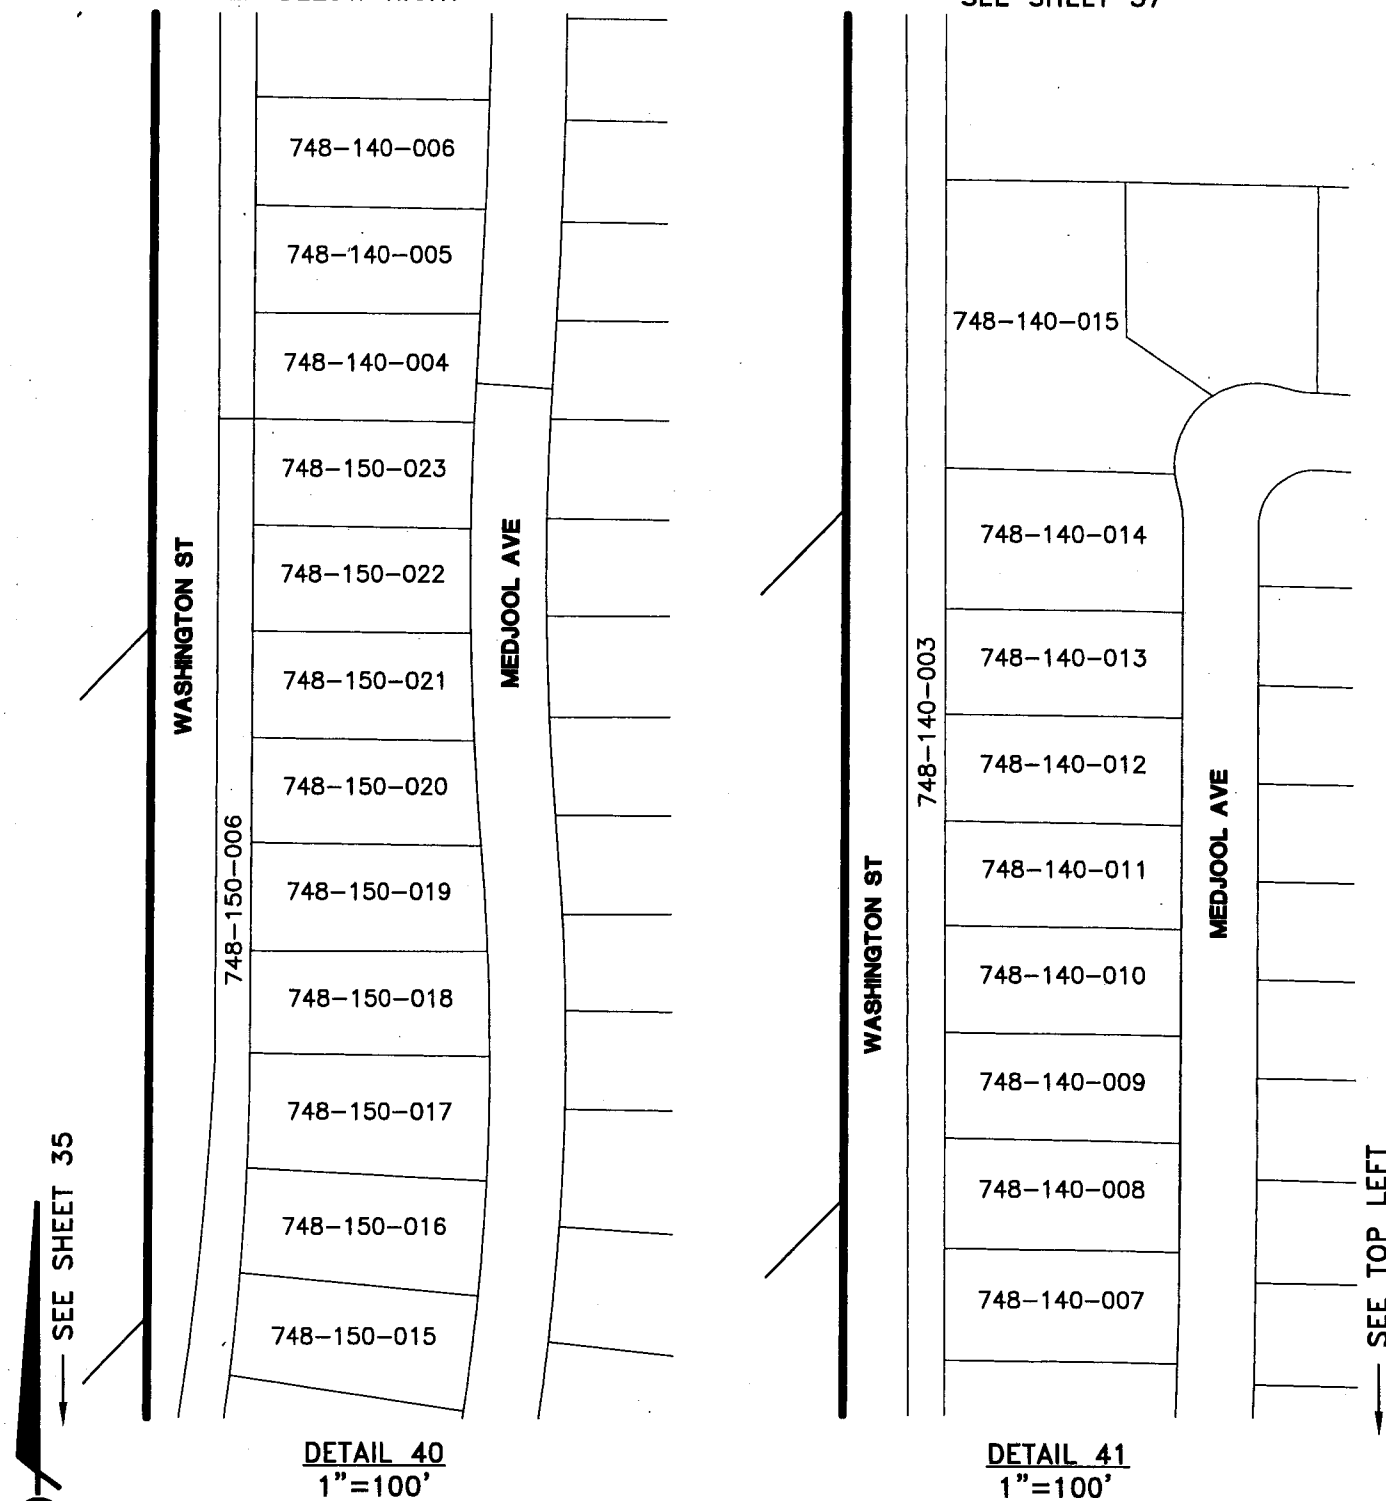 SEE SHEET 37
748-140-006
748-140-005
748-140-004
748-150-023
748-150-022
748-150-021
748-150-020
748-150-019
748-150-018
748-150-017
748-150-016
748-150-015
WASHINGTON ST
748-150-006
MEDJOOL AVE
SEE SHEET 35
DETAIL 40
1"=100'
748-140-015
748-140-014
748-140-013
748-140-012
748-140-011
748-140-010
748-140-009
748-140-008
748-140-007
WASHINGTON ST
748-140-003
MEDJOOL AVE
SEE TOP LEFT
DETAIL 41
1"=100'